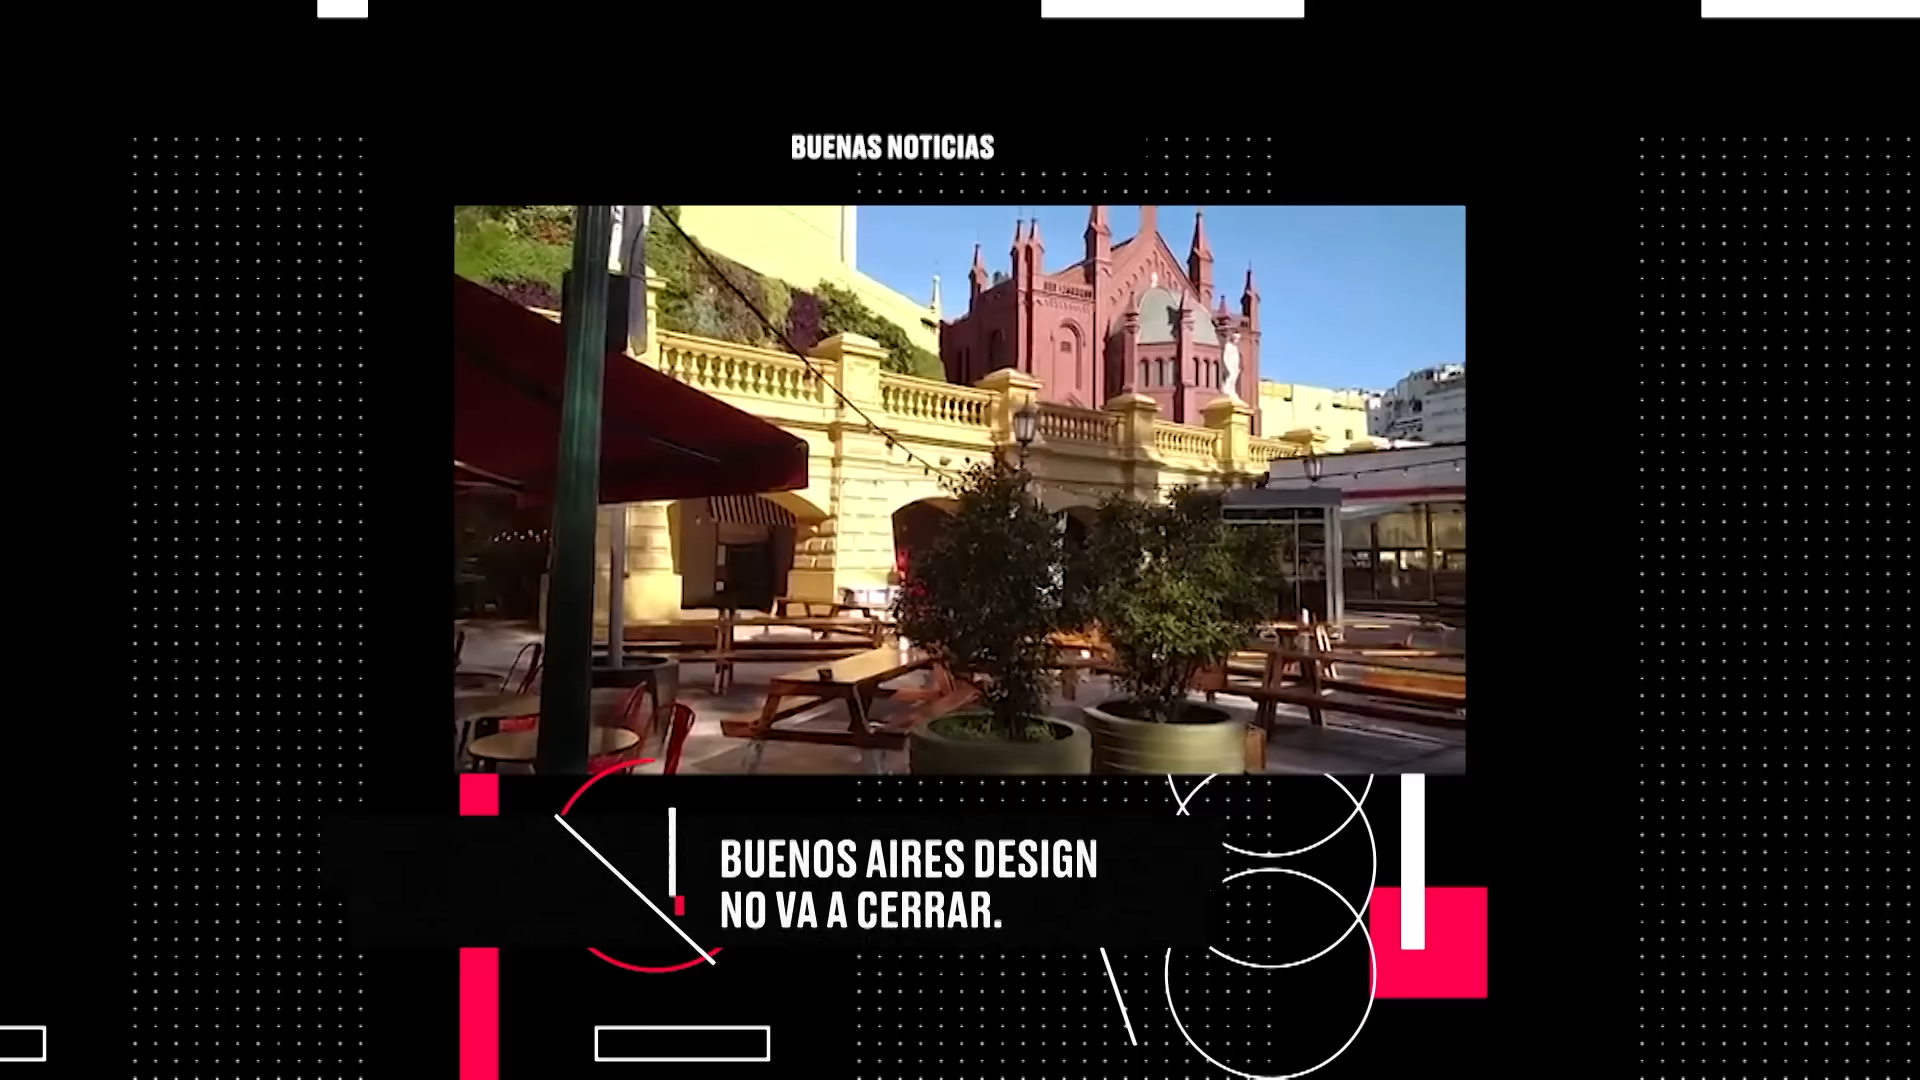 BUENAS NOTICIAS
BUENOS AIRES DESIGN
NO VA A CERRAR.